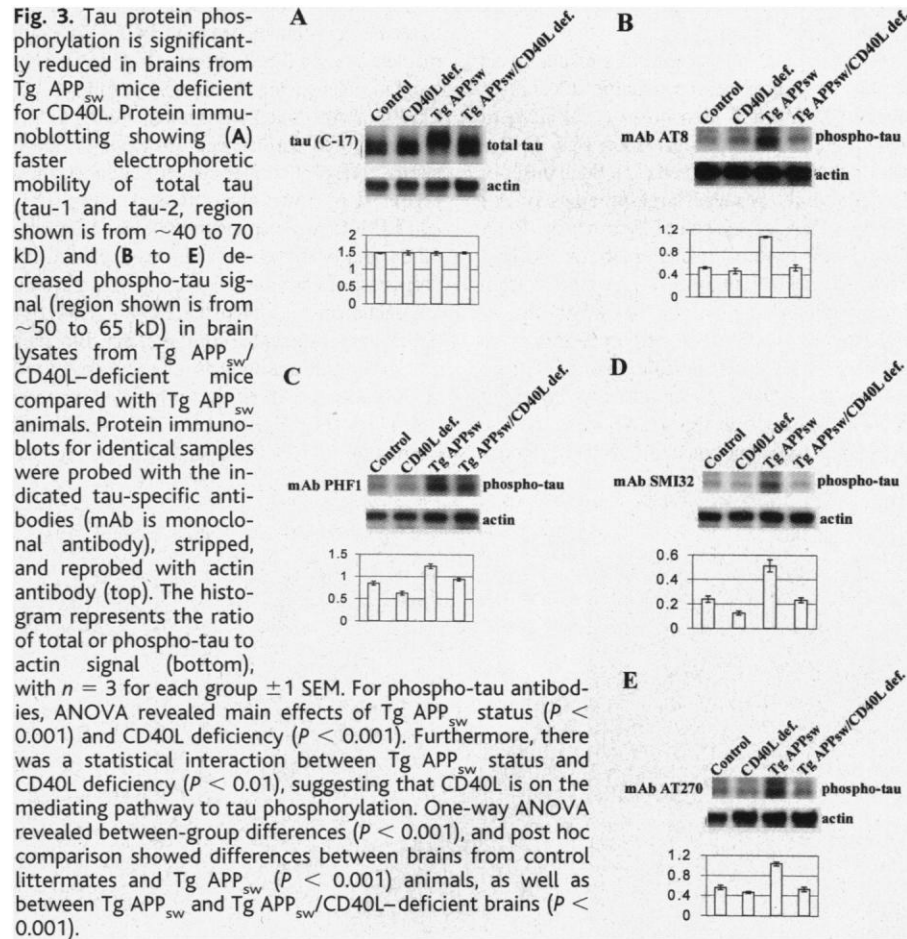 Fig. 3. Tau protein phos-
phorylation is significant-
ly reduced in brains from
Tg APPsw mice deficient
for CD40L. Protein immu-
noblotting showing (A)
faster electrophoretic
mobility of total tau
(tau-1 and tau-2, region
shown is from ~40 to 70
kD) and (B to E) de-
creased phospho-tau sig-
nal (region shown is from
~50 to 65 kD) in brain
lysates from Tg APPsw/
CD40L–deficient mice
compared with Tg APPsw
animals. Protein immuno-
blots for identical samples
were probed with the in-
dicated tau-specific anti-
bodies (mAb is monoclo-
nal antibody), stripped,
and reprobed with actin
antibody (top). The histo-
gram represents the ratio
of total or phospho-tau to
actin signal (bottom),
with n = 3 for each group ±1 SEM. For phospho-tau antibod-
ies, ANOVA revealed main effects of Tg APPsw status (P <
0.001) and CD40L deficiency (P < 0.001). Furthermore, there
was a statistical interaction between Tg APPsw status and
CD40L deficiency (P < 0.01), suggesting that CD40L is on the
mediating pathway to tau phosphorylation. One-way ANOVA
revealed between-group differences (P < 0.001), and post hoc
comparison showed differences between brains from control
littermates and Tg APPsw (P < 0.001) animals, as well as
between Tg APPsw and Tg APPsw/CD40L–deficient brains (P <
0.001).
A
Control
CD40L def.
Tg APPsw
Tg APPsw/CD40L def.
tau (C-17)
total tau
actin
2
1.5
1
0.5
0
B
Control
CD40L def.
Tg APPsw
Tg APPsw/CD40L def.
mAb AT8
phospho-tau
actin
1.2
0.8
0.4
0
C
Control
CD40L def.
Tg APPsw
Tg APPsw/CD40L def.
mAb PHF1
phospho-tau
actin
1.5
1
0.5
0
D
Control
CD40L def.
Tg APPsw
Tg APPsw/CD40L def.
mAb SMI32
phospho-tau
actin
0.6
0.4
0.2
0
E
Control
CD40L def.
Tg APPsw
Tg APPsw/CD40L def.
mAb AT270
phospho-tau
actin
1.2
0.8
0.4
0